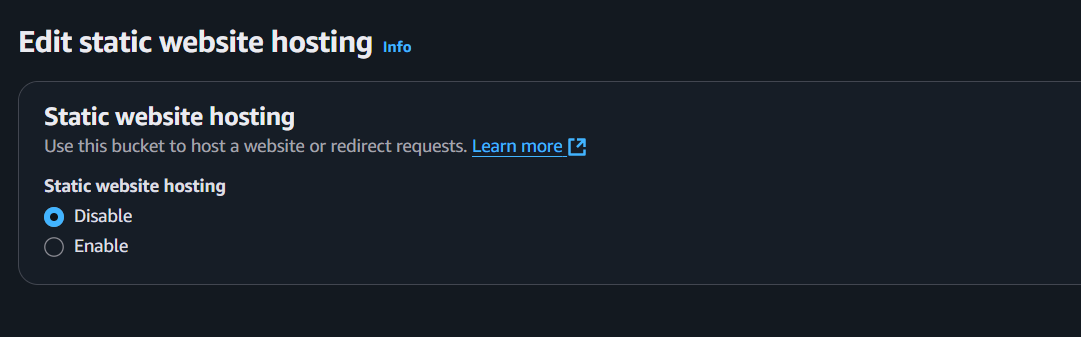 Edit static website hosting Info
Static website hosting
Use this bucket to host a website or redirect requests. Learn more
Static website hosting
Disable
Enable